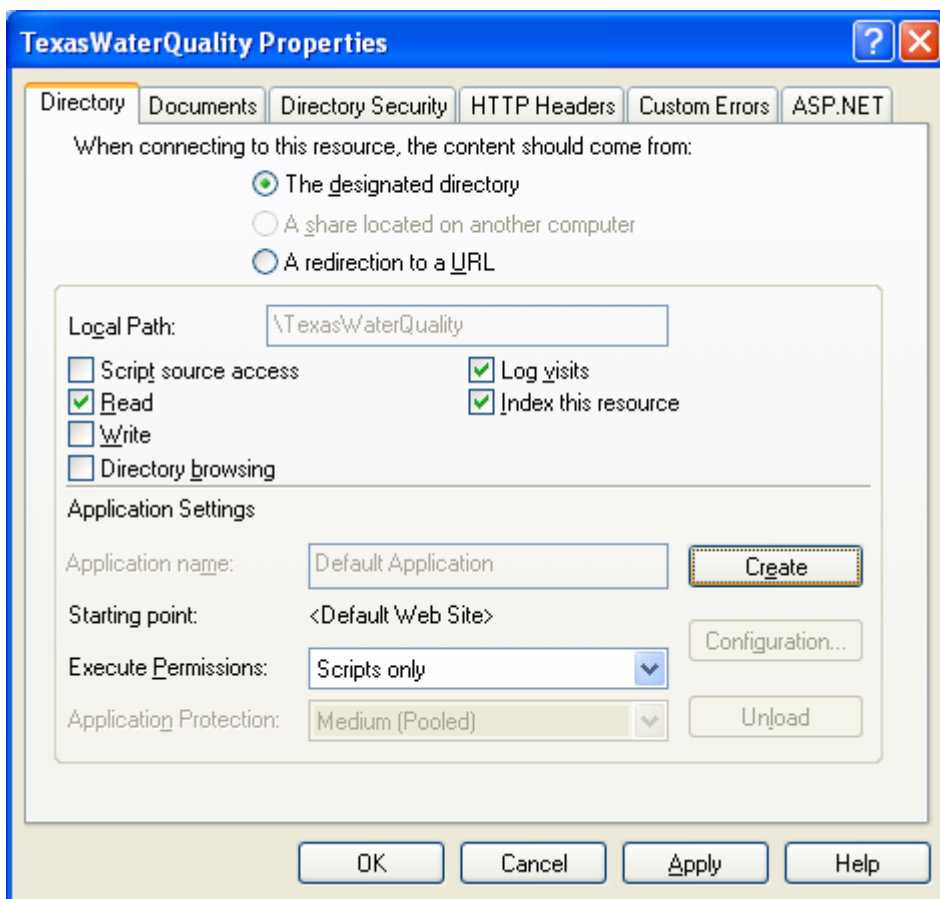 TexasWaterQuality Properties
Directory Documents Directory Security HTTP Headers Custom Errors ASP.NET
When connecting to this resource, the content should come from:
The designated directory
A share located on another computer
A redirection to a URL
Local Path: \TexasWaterQuality
Script source access Log visits
Read Index this resource
Write
Directory browsing
Application Settings
Application name: Default Application Create
Starting point: <Default Web Site>
Configuration...
Execute Permissions: Scripts only
Application Protection: Medium (Pooled) Unload
OK Cancel Apply Help